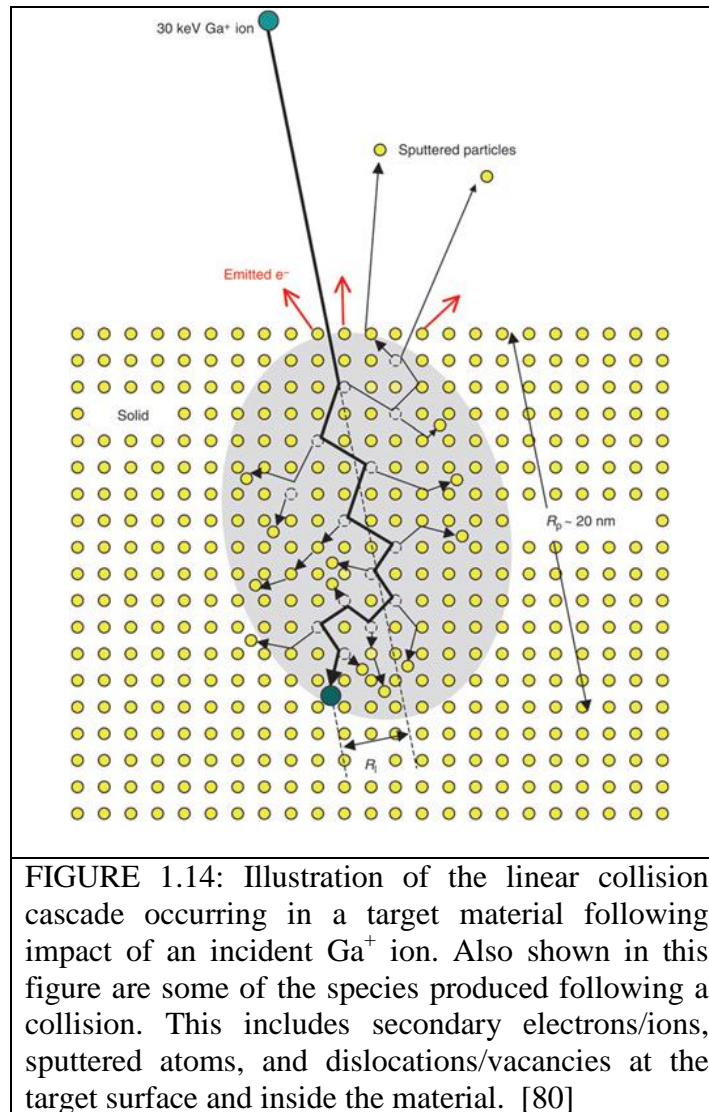 30 keV Ga⁺ ion
Sputtered particles
Emitted e⁻
Solid
Rₚ ~ 20 nm
Rₗ
FIGURE 1.14: Illustration of the linear collision
cascade occurring in a target material following
impact of an incident Ga⁺ ion. Also shown in this
figure are some of the species produced following a
collision. This includes secondary electrons/ions,
sputtered atoms, and dislocations/vacancies at the
target surface and inside the material. [80]